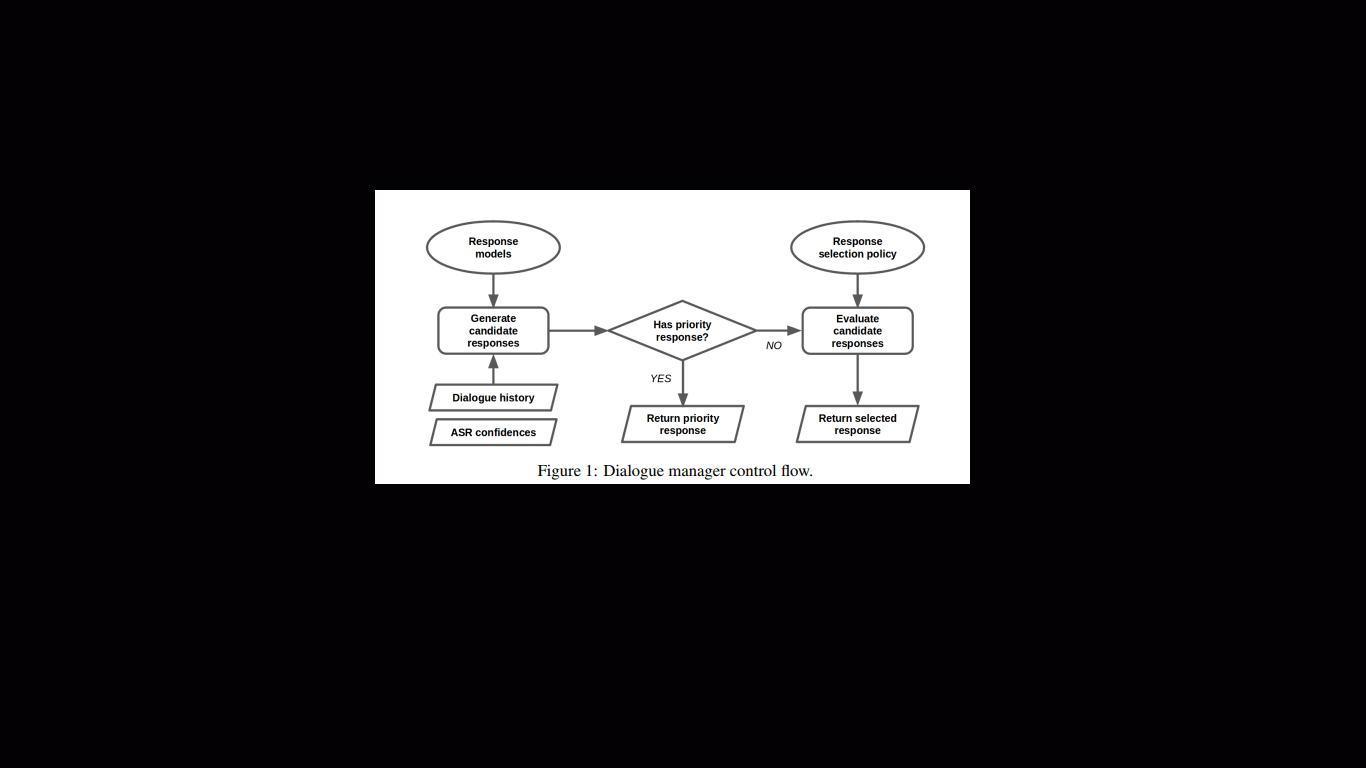 Response
models
Response
selection policy
Generate
candidate
responses
Has priority
response?
NO
Evaluate
candidate
responses
YES
Dialogue history
ASR confidences
Return priority
response
Return selected
response
Figure 1: Dialogue manager control flow.